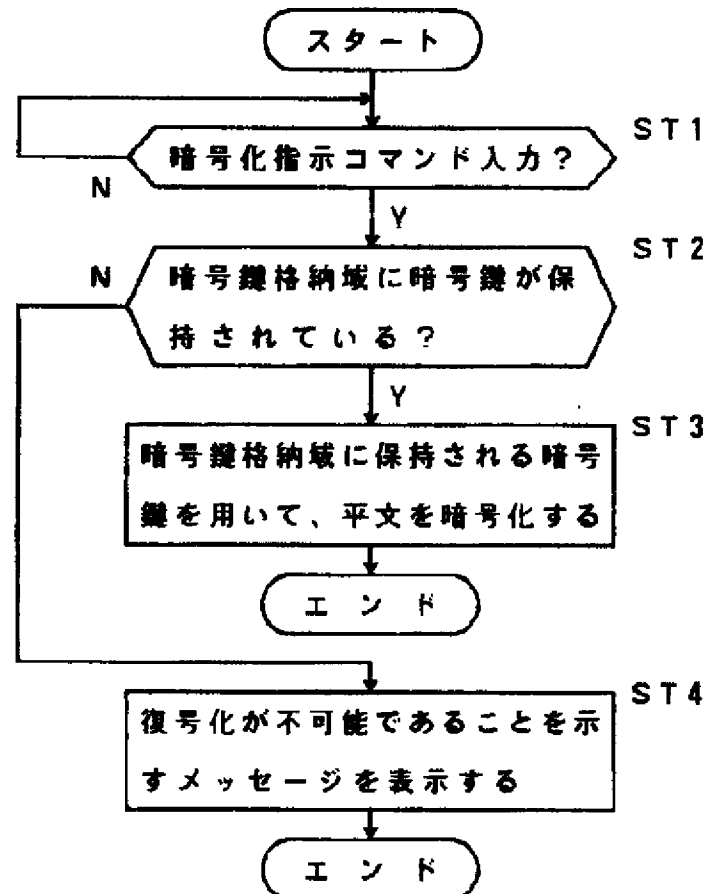 スタート
ST1
暗号化指示コマンド入力？
N
Y
ST2
N
暗号鍵格納域に暗号鍵が保
持されている？
Y
ST3
暗号鍵格納域に保持される暗号
鍵を用いて、平文を暗号化する
エンド
ST4
復号化が不可能であることを示
すメッセージを表示する
エンド